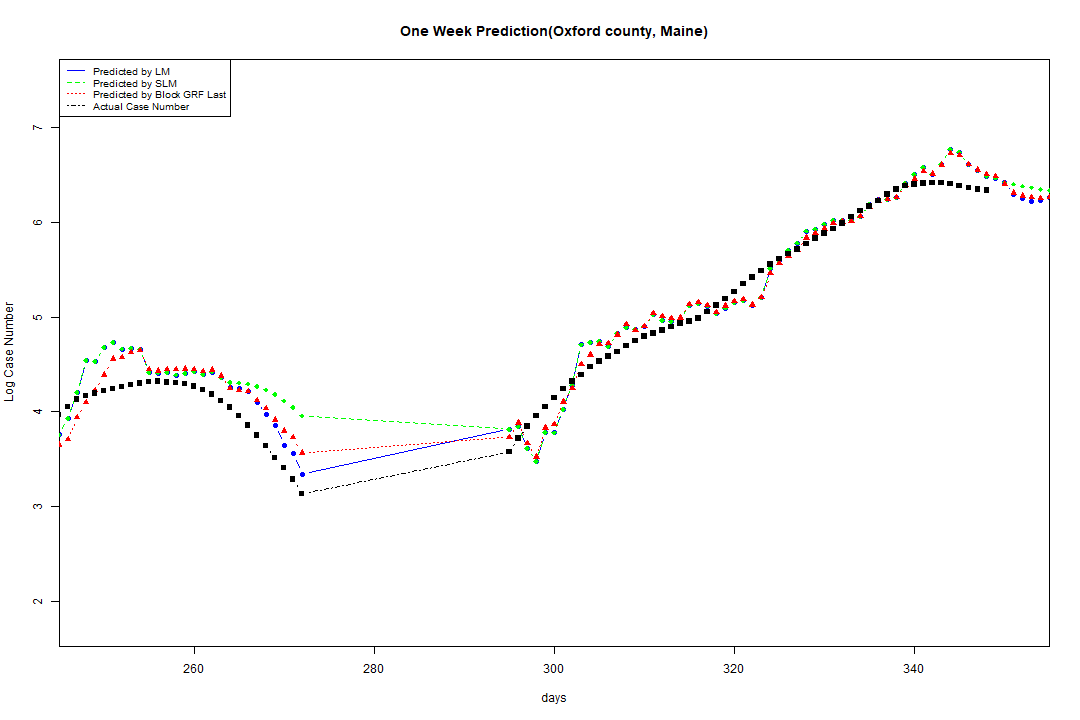 One Week Prediction(Oxford county, Maine)
Predicted by LM
Predicted by SLM
Predicted by Block GRF Last
Actual Case Number
Log Case Number
7
6
5
4
3
2
260 280 300 320 340
days